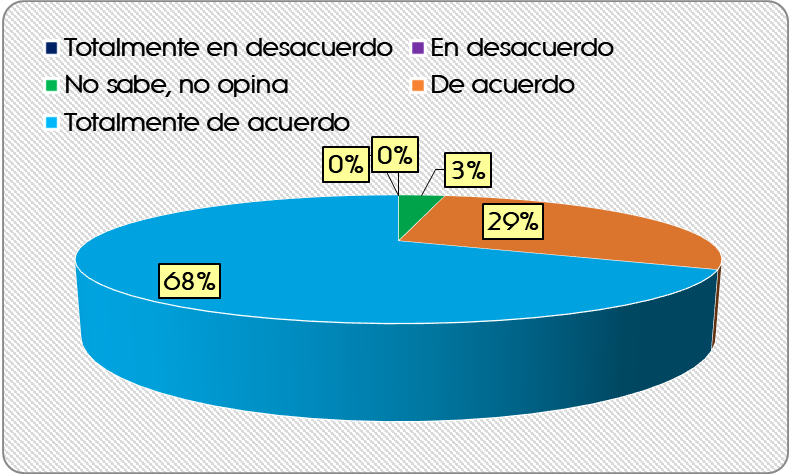 Totalmente en desacuerdo En desacuerdo
No sabe, no opina De acuerdo
Totalmente de acuerdo
0% 0% 3%
29%
68%